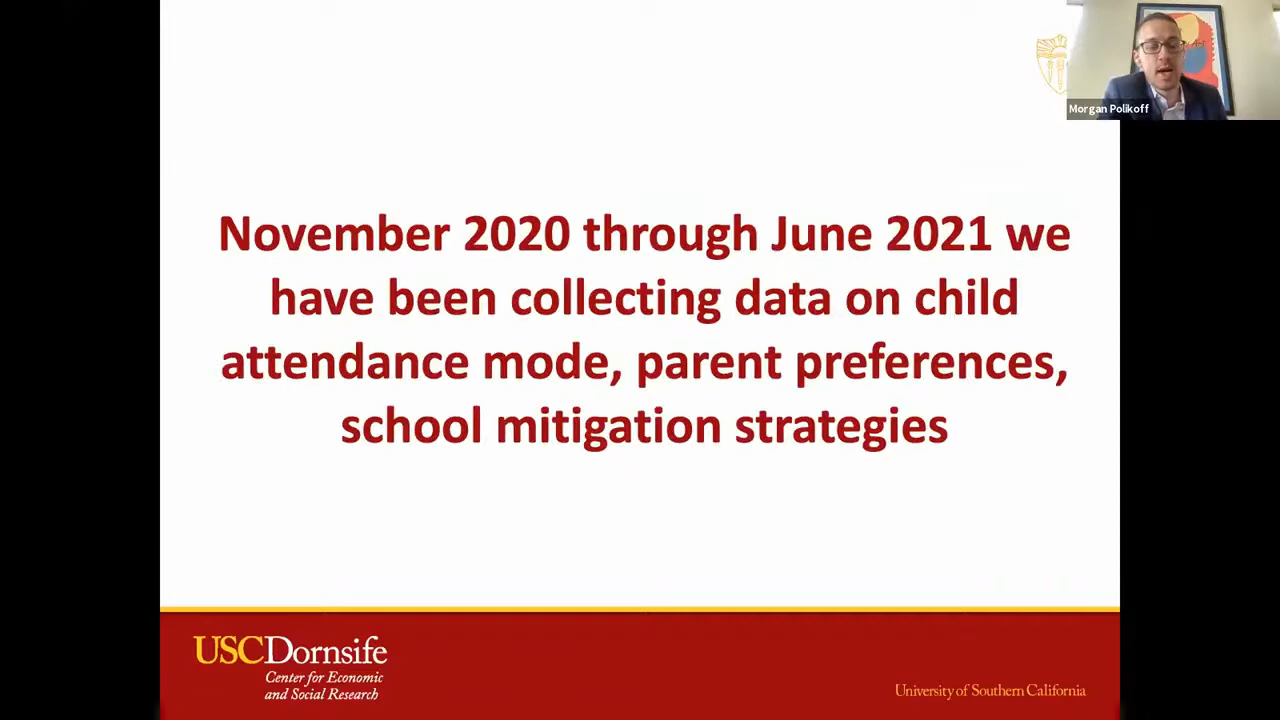 Morgan Polikoff
November 2020 through June 2021 we
have been collecting data on child
attendance mode, parent preferences,
school mitigation strategies
USCDornsife
Center for Economic
and Social Research
University of Southern California